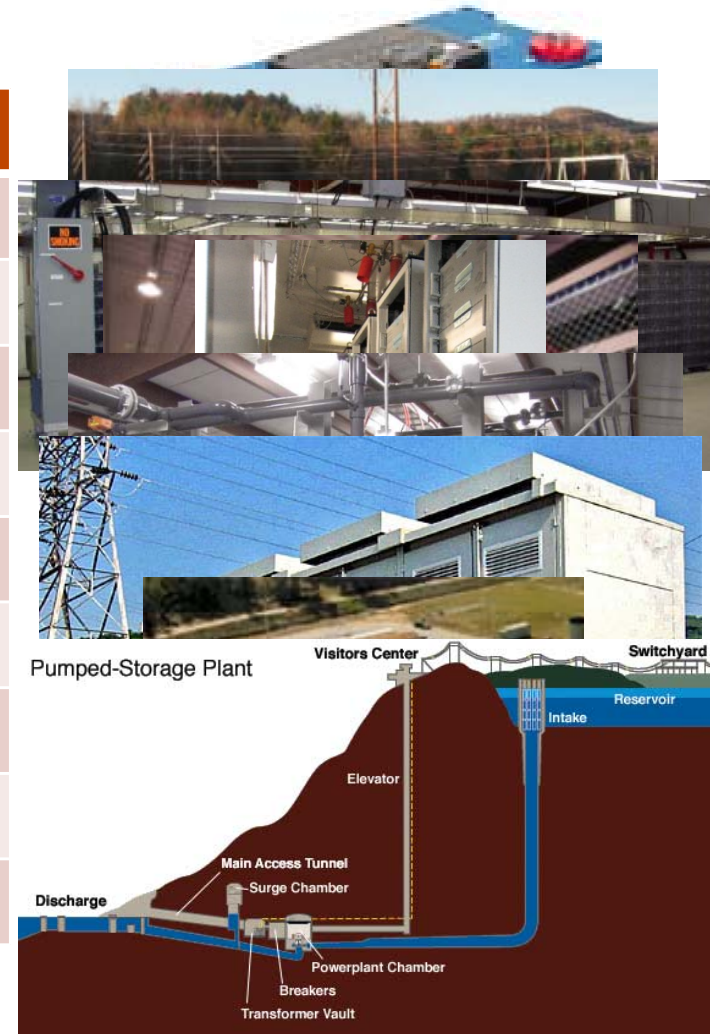 NO
SMOKING
Pumped-Storage Plant
Visitors Center
Switchyard
Reservoir
Intake
Elevator
Main Access Tunnel
Surge Chamber
Discharge
Powerplant Chamber
Breakers
Transformer Vault